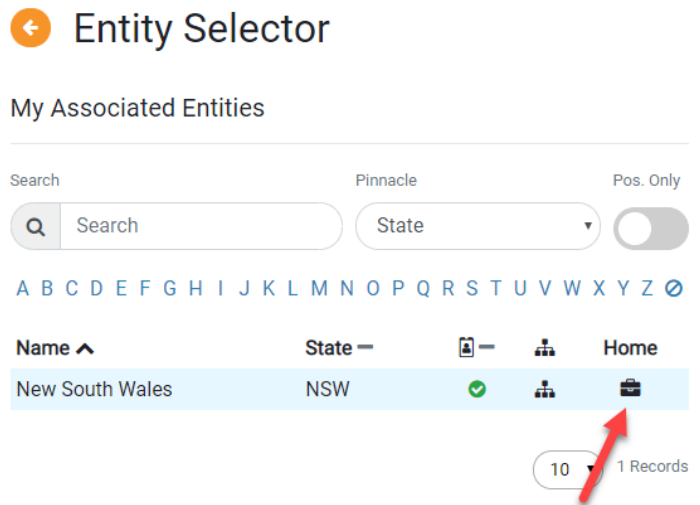 Entity Selector
My Associated Entities
Search Pinnacle Pos. Only
Search State
A B C D E F G H I J K L M N O P Q R S T U V W X Y Z
Name State Home
New South Wales NSW
10 1 Records